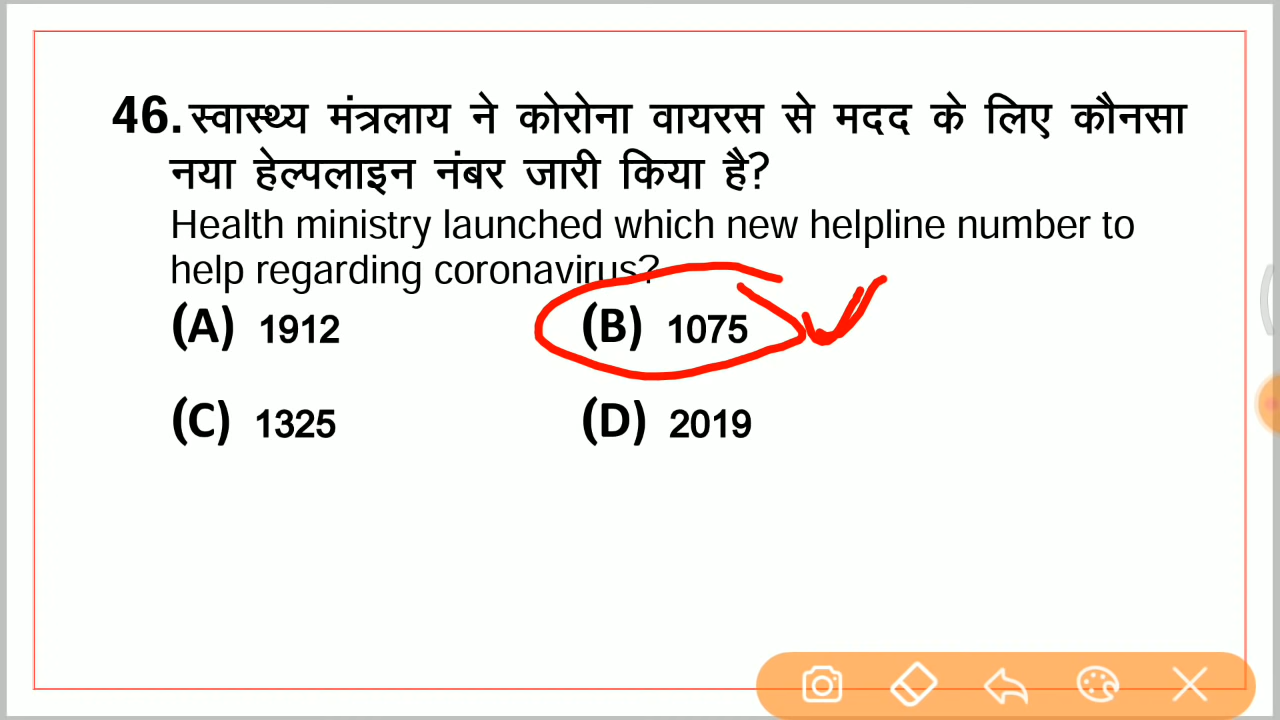 46. स्वास्थ्य मंत्रलाय ने कोरोना वायरस से मदद के लिए कौनसा
नया हेल्पलाइन नंबर जारी किया है?
Health ministry launched which new helpline number to
help regarding coronavirus?
(A) 1912 (B) 1075
(C) 1325 (D) 2019